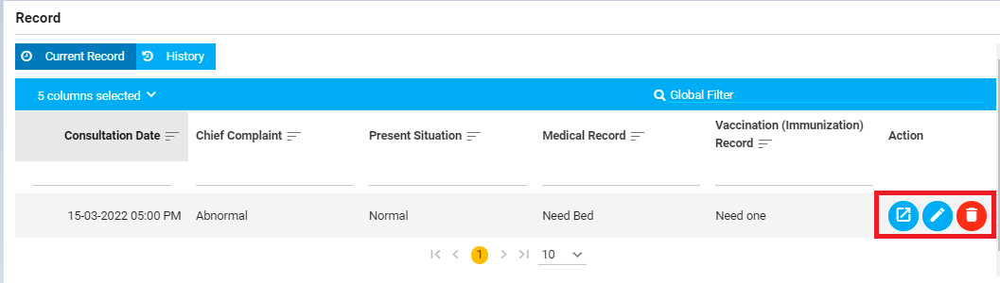 Record
Current Record History
5 columns selected Global Filter
Consultation Date Chief Complaint Present Situation Medical Record Vaccination (Immunization) Record Action
15-03-2022 05:00 PM Abnormal Normal Need Bed Need one
1 10